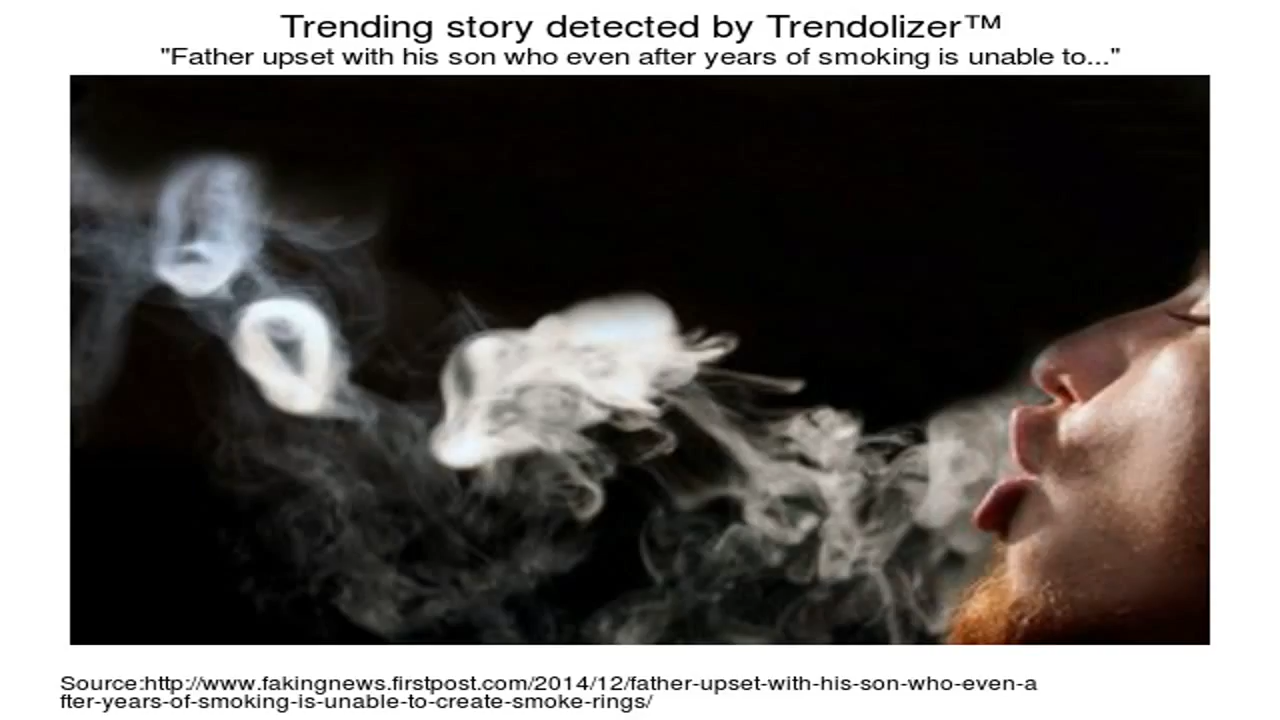 Trending story detected by Trendolizer™
"Father upset with his son who even after years of smoking is unable to..."
Source:http://www.fakingnews.firstpost.com/2014/12/father-upset-with-his-son-who-even-a
fter-years-of-smoking-is-unable-to-create-smoke-rings/